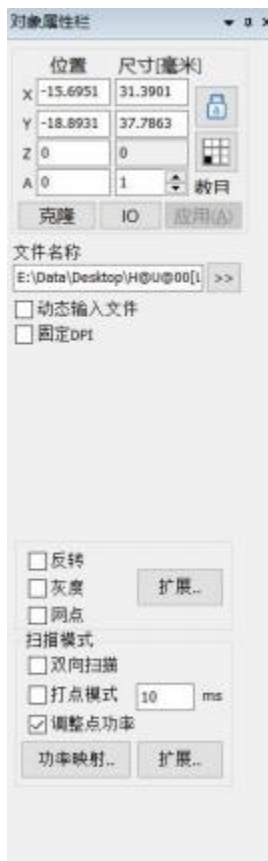 对象属性栏
位置 尺寸[毫米]
X -15.6951 31.3901
Y -18.8931 37.7863
Z 0 0
A 0 1 数目
克隆 IO 应用(A)
文件名称
E:\Data\Desktop\H@U@00[L >>
动态输入文件
固定DPI
反转
灰度 扩展..
网点
扫描模式
双向扫描
打点模式 10 ms
调整点功率
功率映射.. 扩展..